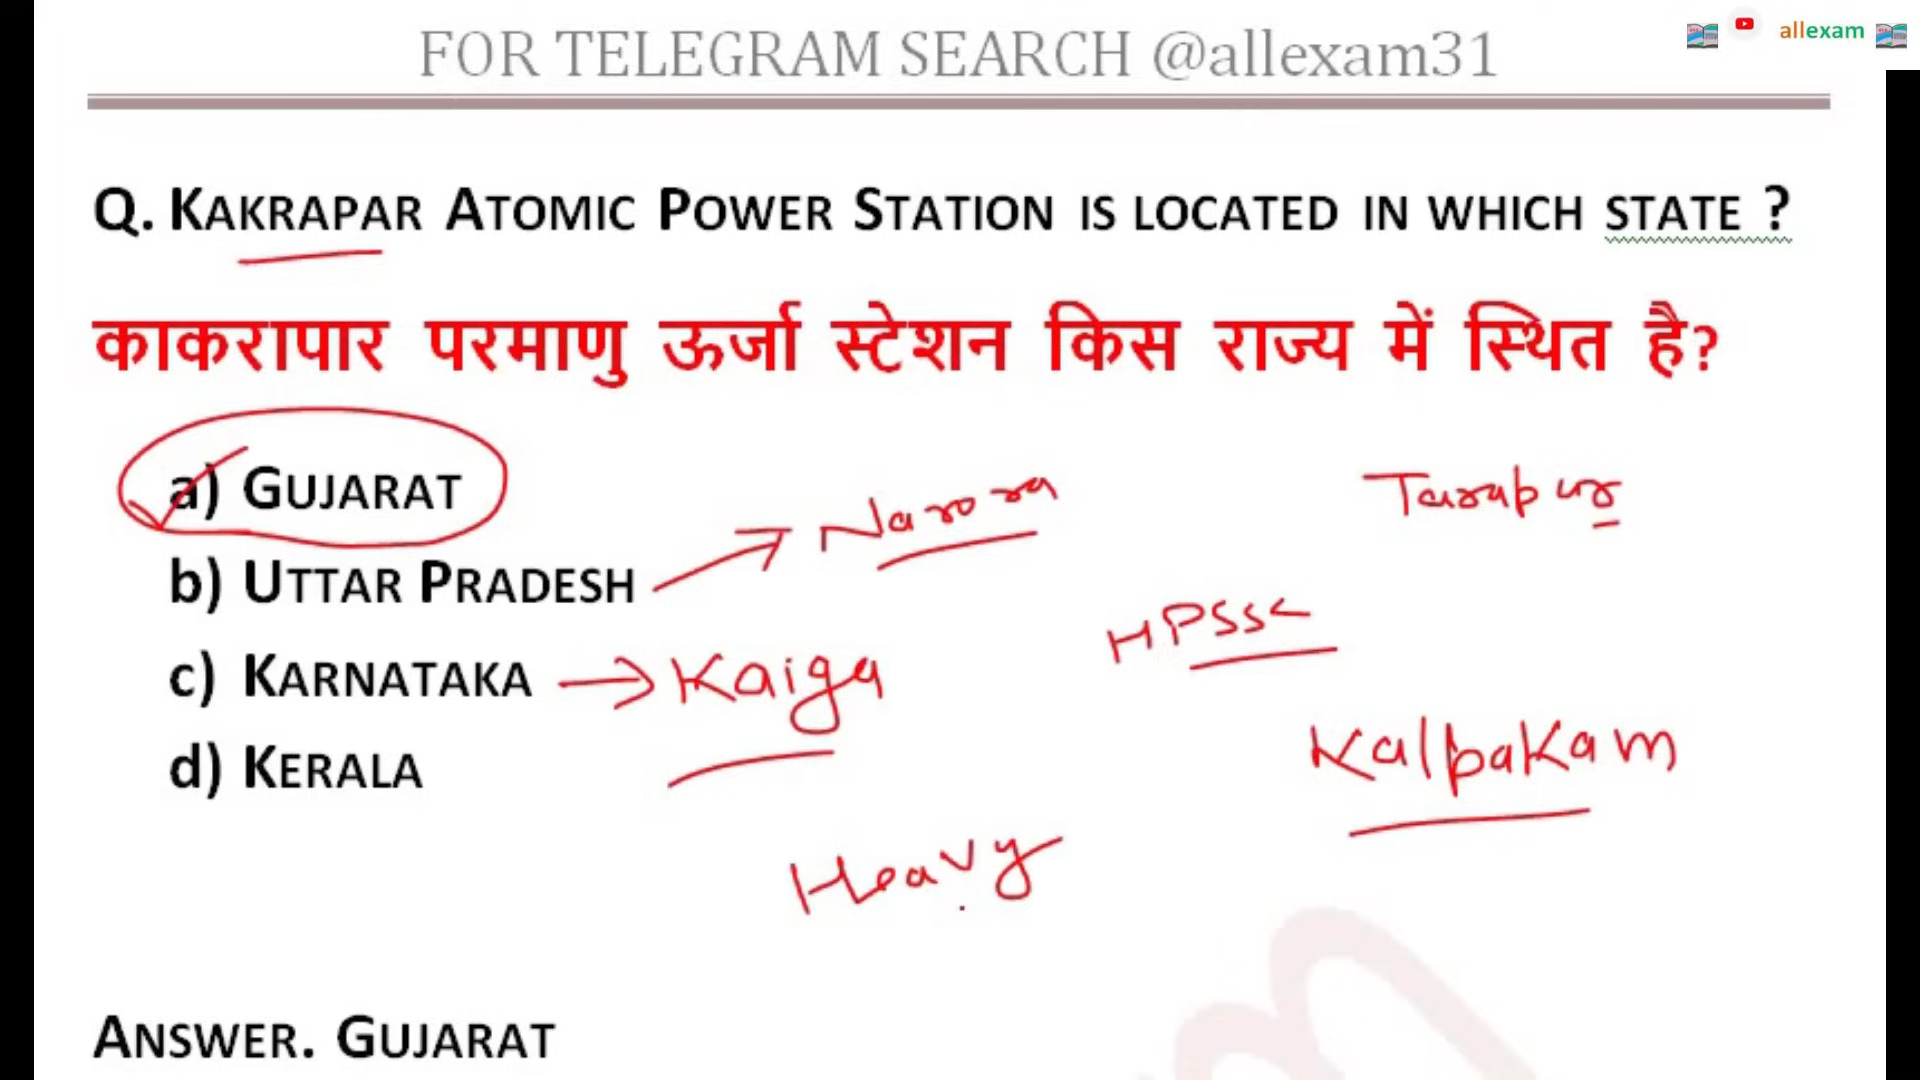 FOR TELEGRAM SEARCH @allexam31
allexam
Q. KAKRAPAR ATOMIC POWER STATION IS LOCATED IN WHICH STATE ?
काकरापार परमाणु ऊर्जा स्टेशन किस राज्य में स्थित है?
a) GUJARAT
Narora
Tarapur
b) UTTAR PRADESH
HPSSC
c) KARNATAKA
Kaiga
Kalpakam
d) KERALA
Heavy
ANSWER. GUJARAT